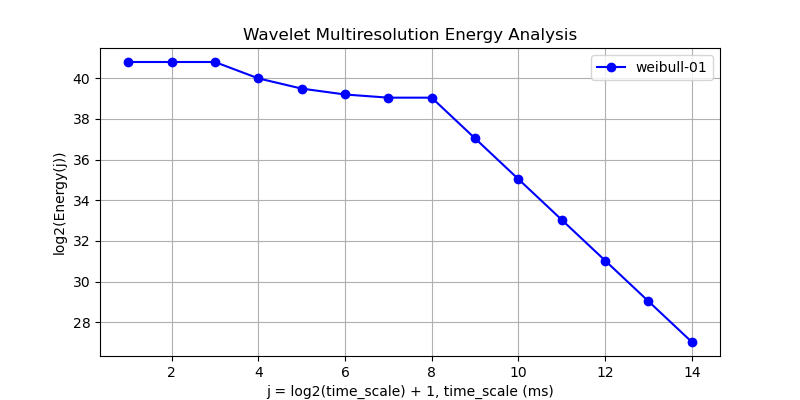 Wavelet Multiresolution Energy Analysis
weibull-01
log2(Energy(j))
40
38
36
34
32
30
28
2 4 6 8 10 12 14
j = log2(time_scale) + 1, time_scale (ms)